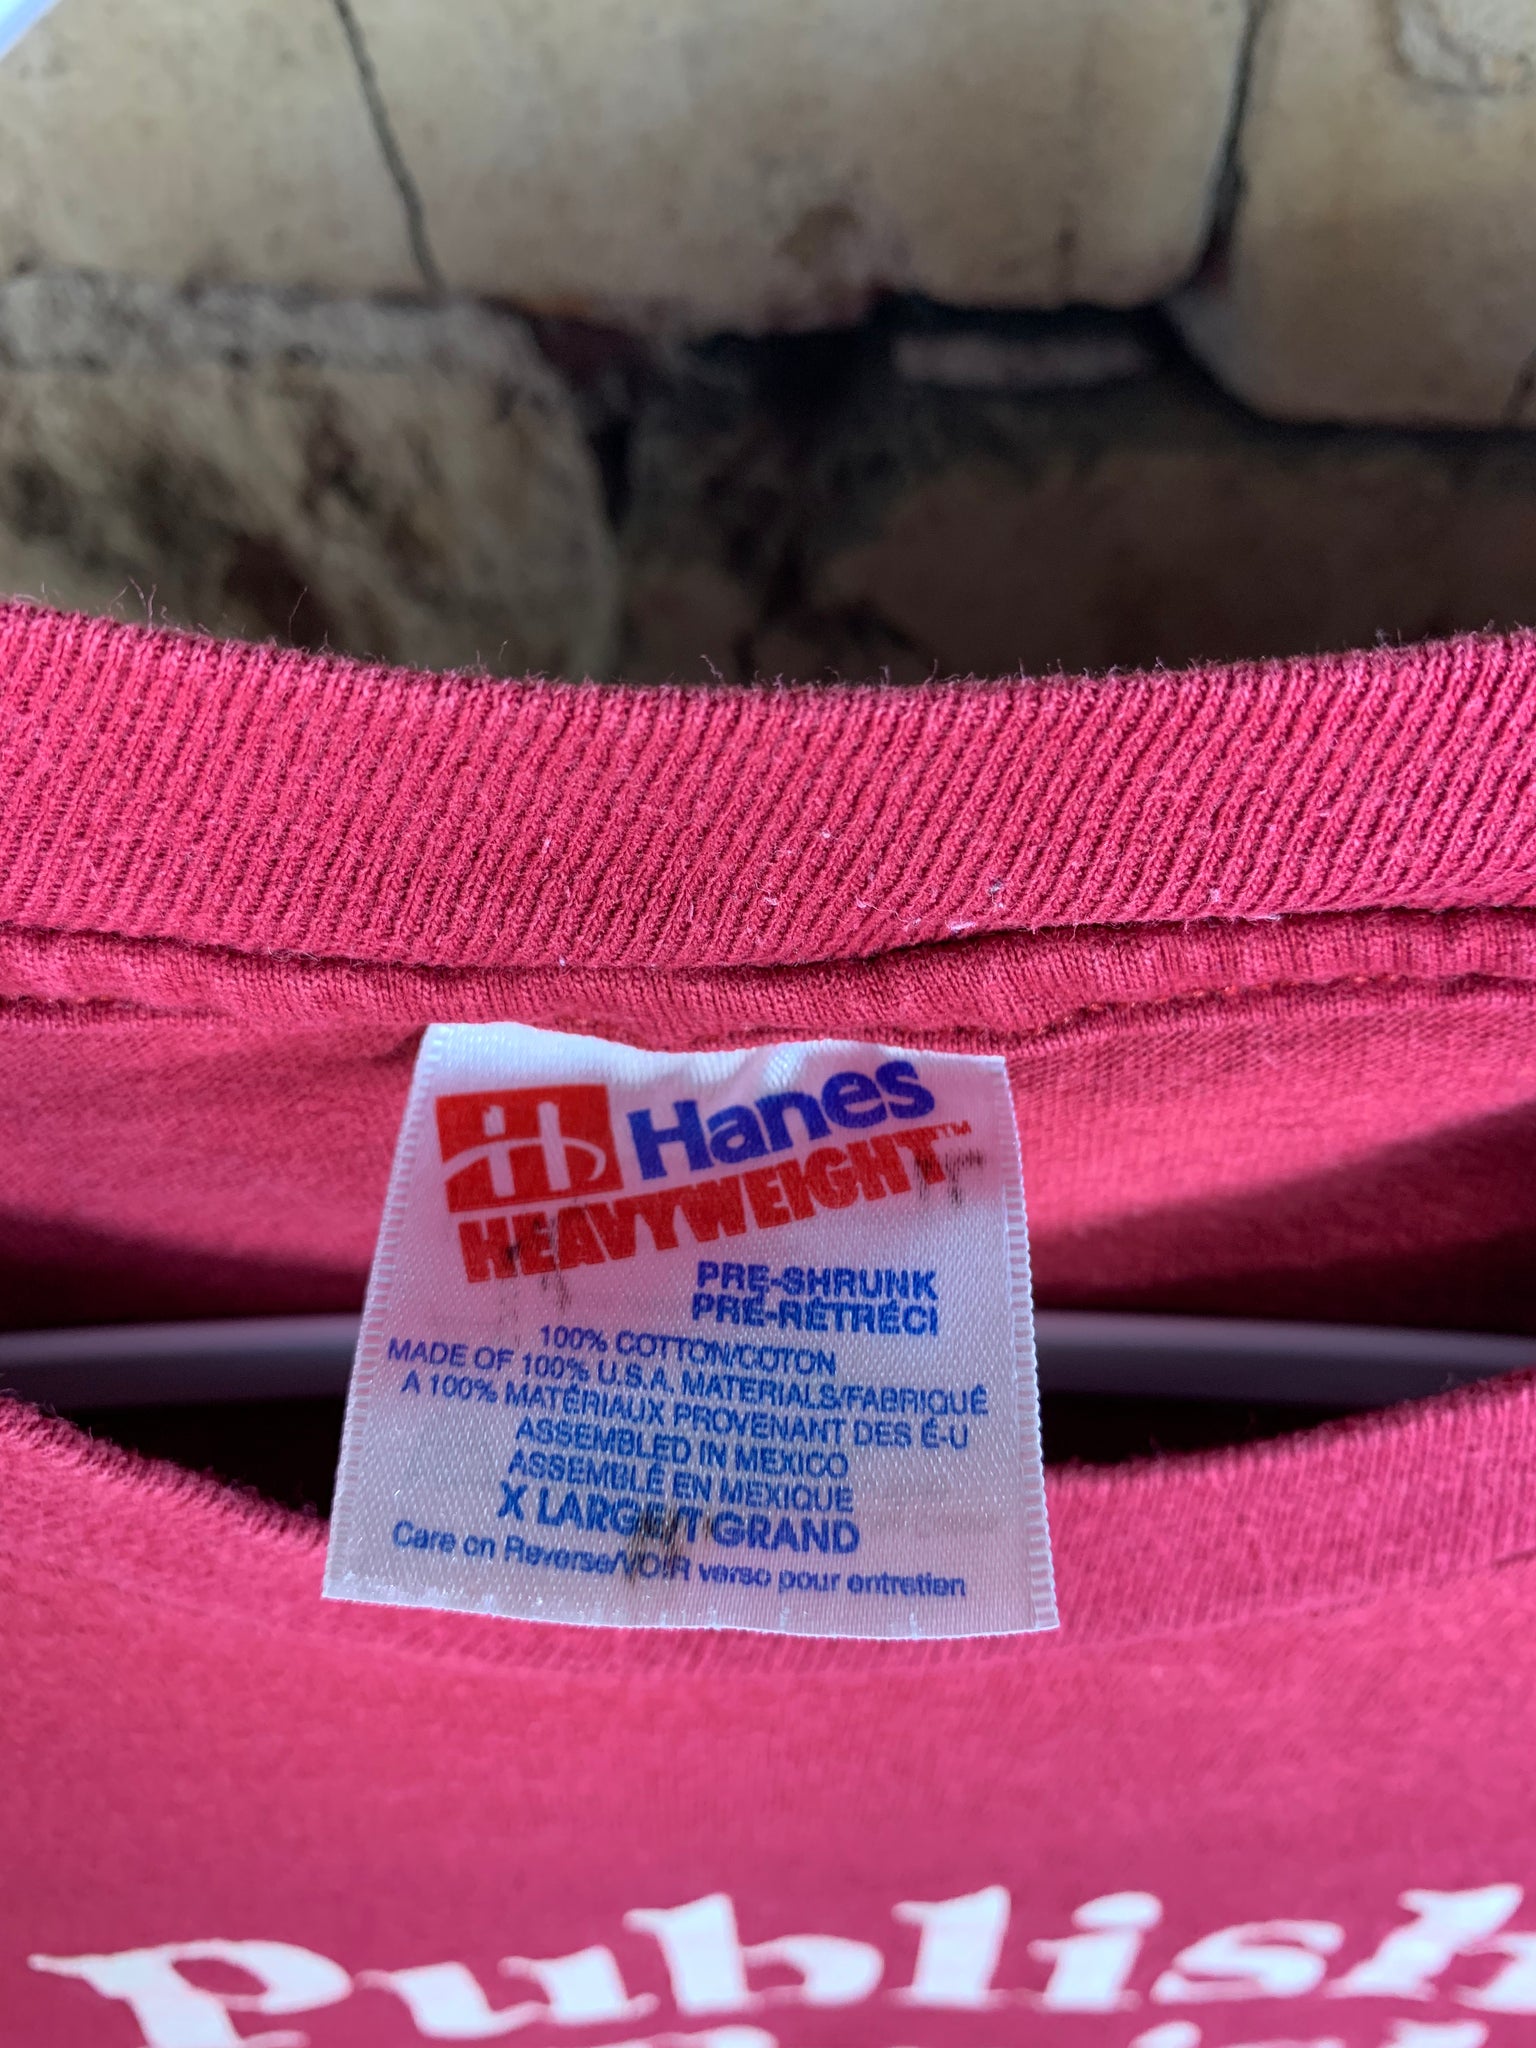 Hanes
HEAVYWEIGHT™
PRE-SHRUNK
PRÉ-RÉTRÉCI
100% COTTON/COTON
MADE OF 100% U.S.A. MATERIALS/FABRIQUÉ
A 100% MATÉRIAUX PROVENANT DES É-U
ASSEMBLED IN MEXICO
ASSEMBLÉ EN MEXIQUE
X LARGE/T GRAND
Care on Reverse/VOIR verso pour entretien
Publish